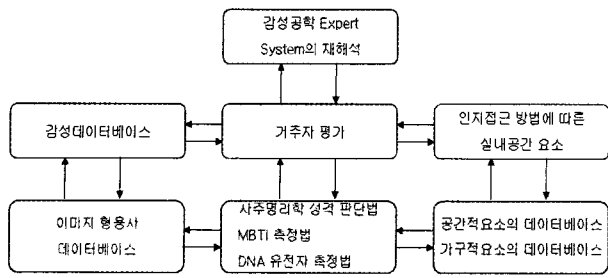 감성공학 Expert
System의 재해석
감성데이터베이스
거주자 평가
인지접근 방법에 따른
실내공간 요소
이미지 형용사
데이터베이스
사주명리학 성격 판단법
MBTI 측정법
DNA 유전자 측정법
공간적요소의 데이터베이스
가구적요소의 데이터베이스